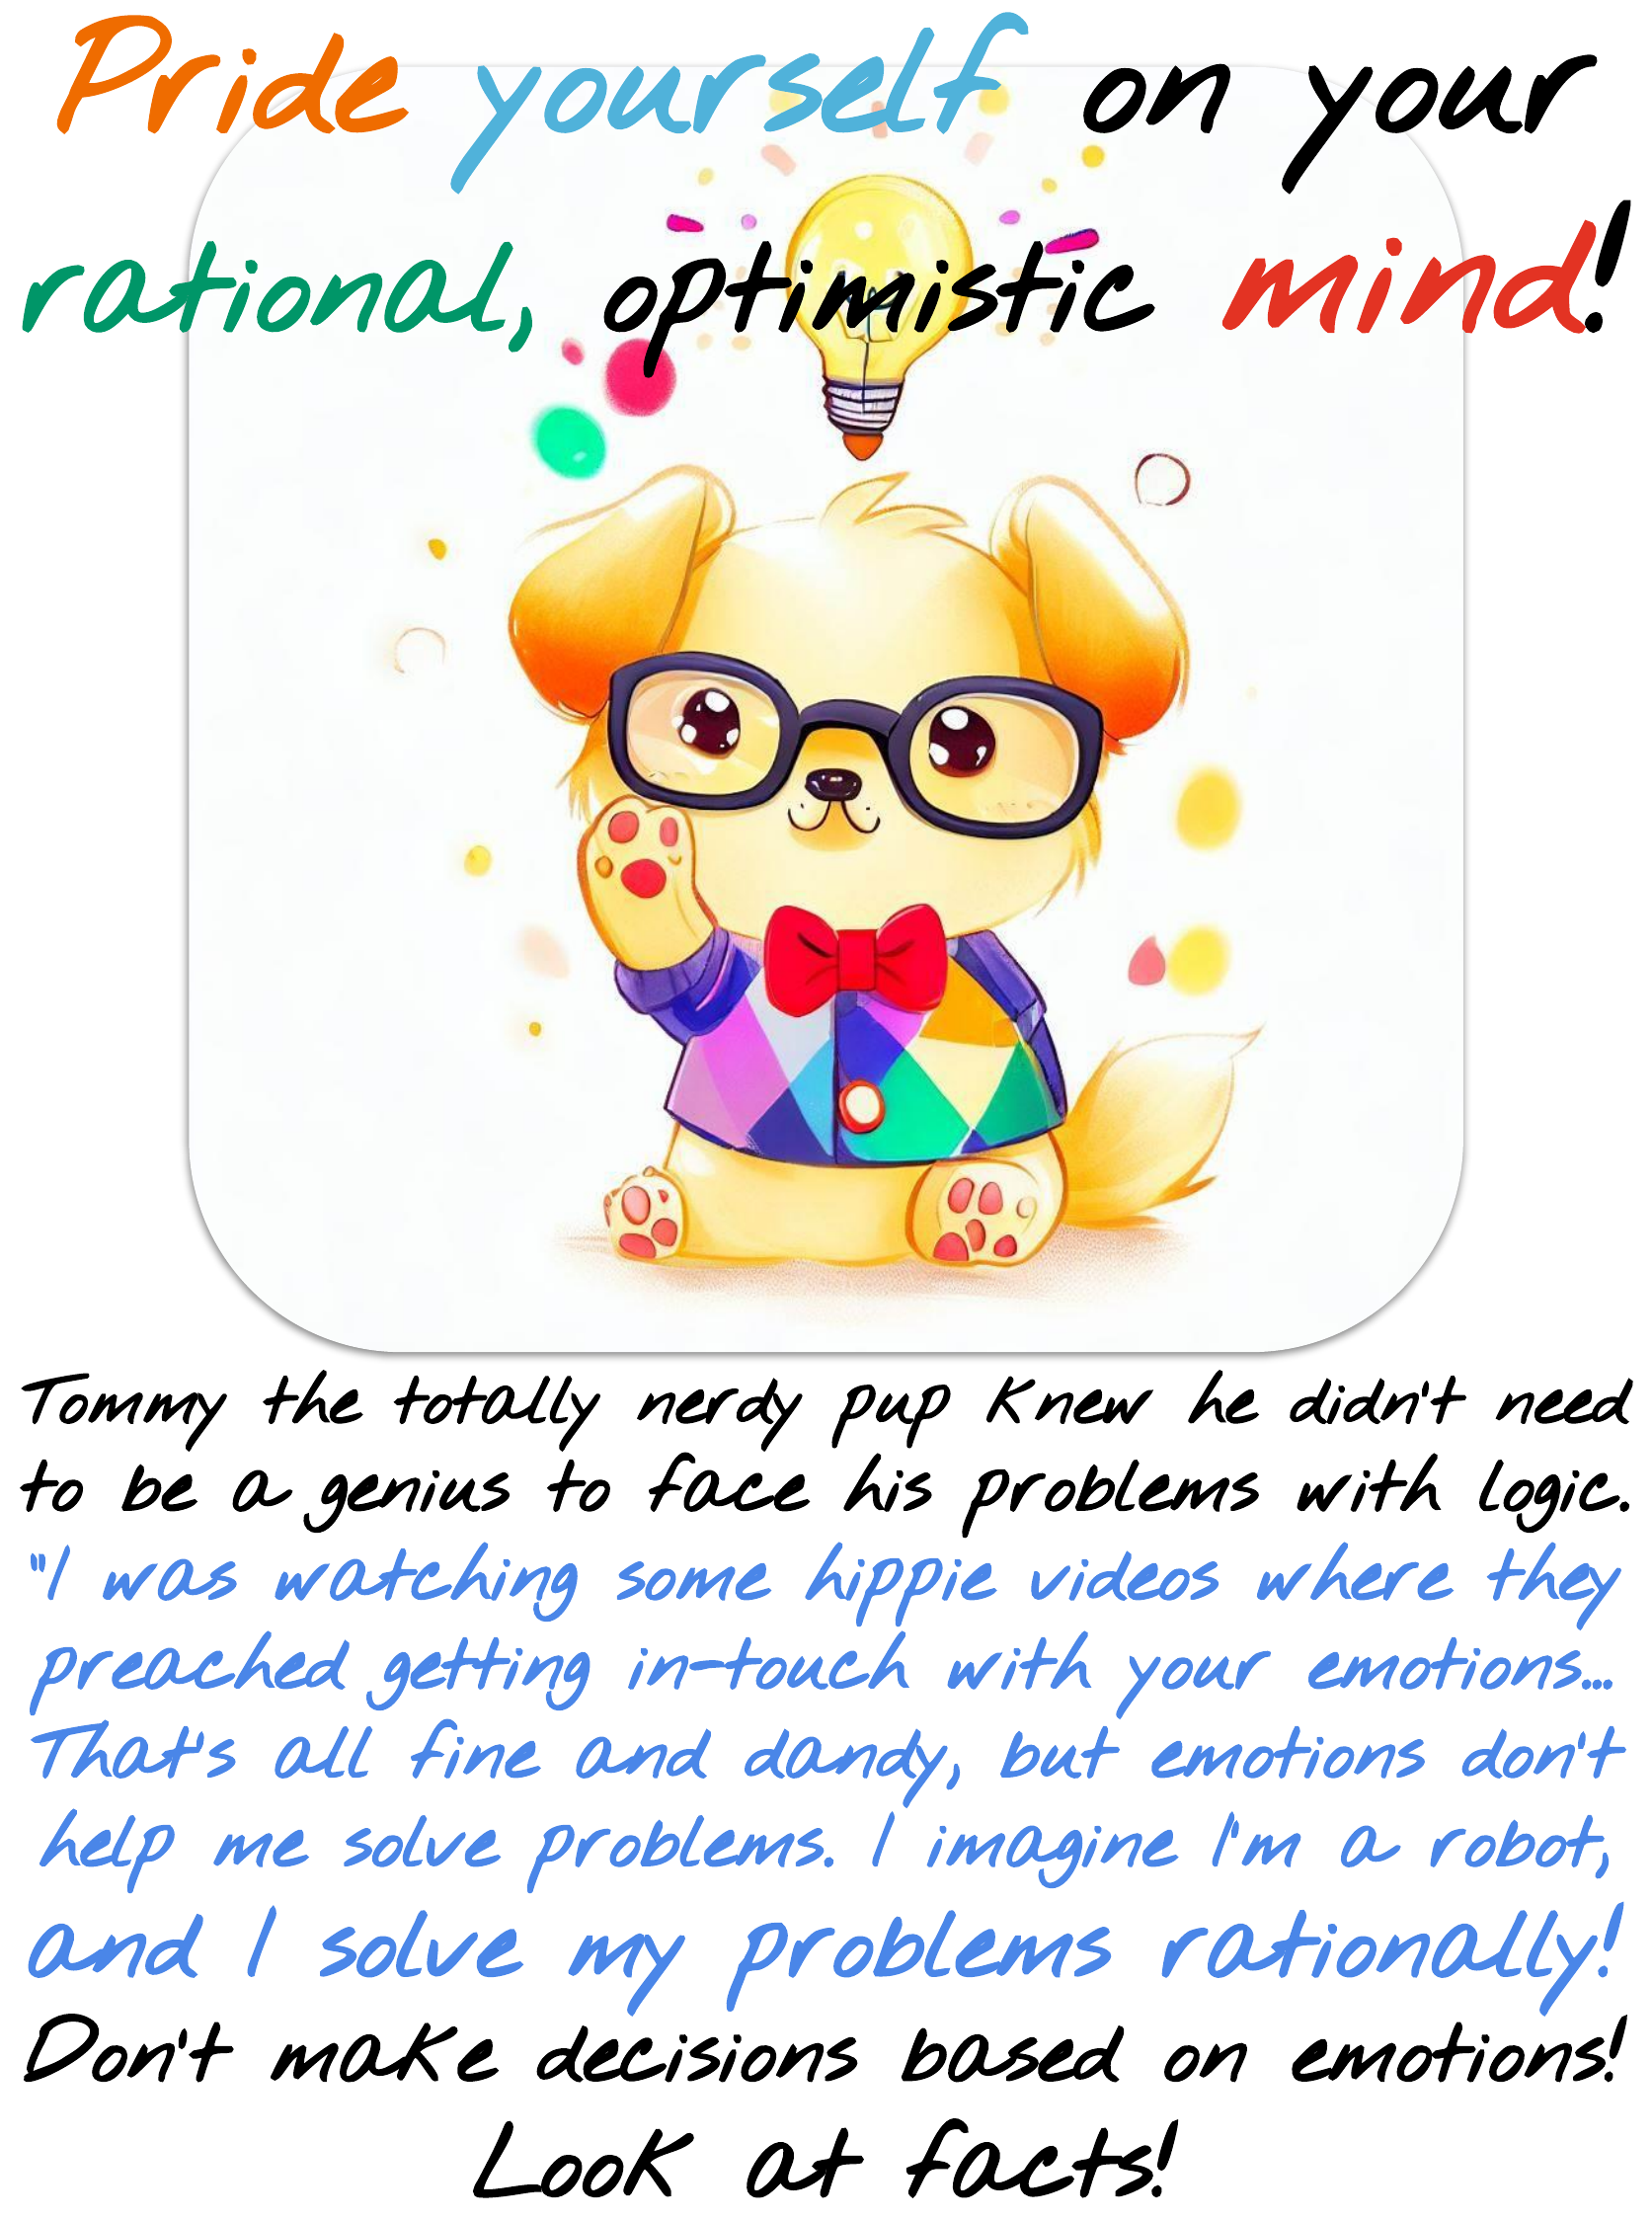 Pride yourself on your
rational, optimistic mind!
Tommy the totally nerdy pup knew he didn't need
to be a genius to face his problems with logic.
"I was watching some hippie videos where they
preached getting in-touch with your emotions...
That's all fine and dandy, but emotions don't
help me solve problems. I imagine I'm a robot,
and I solve my problems rationally!
Don't make decisions based on emotions!
Look at facts!